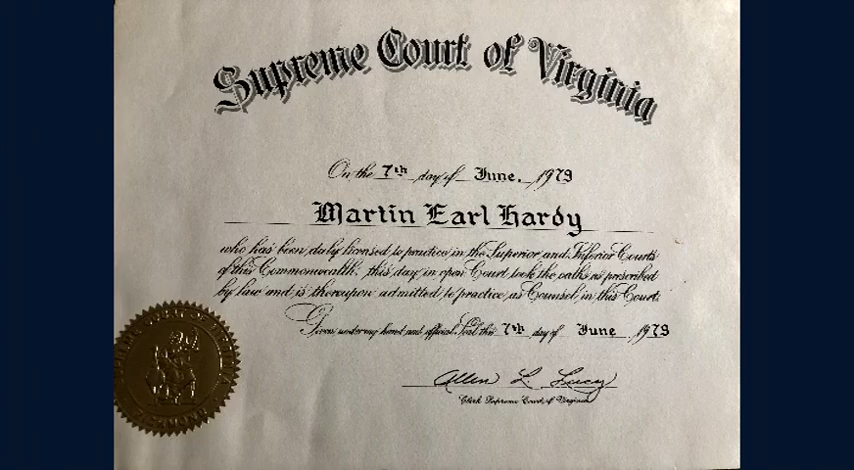 Supreme Court of Virginia
On the 7th day of June, 1979
Martin Earl Hardy
who has been duly licensed to practice in the Superior and Inferior Courts
of this Commonwealth, this day in open Court took the oaths as prescribed
by law and is thereupon admitted to practice as Counsel in this Court.
Given under my hand and official Seal this 7th day of June, 1979
Allen L. Lucy
Clerk Supreme Court of Virginia